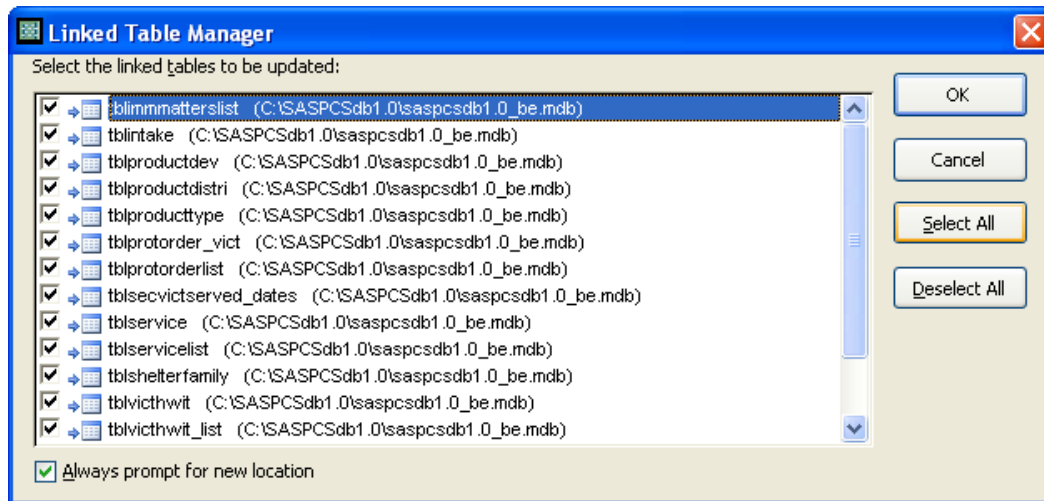 Linked Table Manager
Select the linked tables to be updated:
tblimmmatterslist (C:\SASPCSdb1.0\saspcsdb1.0_be.mdb)
tblintake (C:\SASPCSdb1.0\saspcsdb1.0_be.mdb)
tblproductdev (C:\SASPCSdb1.0\saspcsdb1.0_be.mdb)
tblproductdistri (C:\SASPCSdb1.0\saspcsdb1.0_be.mdb)
tblproducttype (C:\SASPCSdb1.0\saspcsdb1.0_be.mdb)
tblprotorder_vict (C:\SASPCSdb1.0\saspcsdb1.0_be.mdb)
tblprotorderlist (C:\SASPCSdb1.0\saspcsdb1.0_be.mdb)
tblsecvictserved_dates (C:\SASPCSdb1.0\saspcsdb1.0_be.mdb)
tblservice (C:\SASPCSdb1.0\saspcsdb1.0_be.mdb)
tblservicelist (C:\SASPCSdb1.0\saspcsdb1.0_be.mdb)
tblshelterfamily (C:\SASPCSdb1.0\saspcsdb1.0_be.mdb)
tblvicthwit (C:\SASPCSdb1.0\saspcsdb1.0_be.mdb)
tblvicthwit_list (C:\SASPCSdb1.0\saspcsdb1.0_be.mdb)
Always prompt for new location
OK
Cancel
Select All
Deselect All